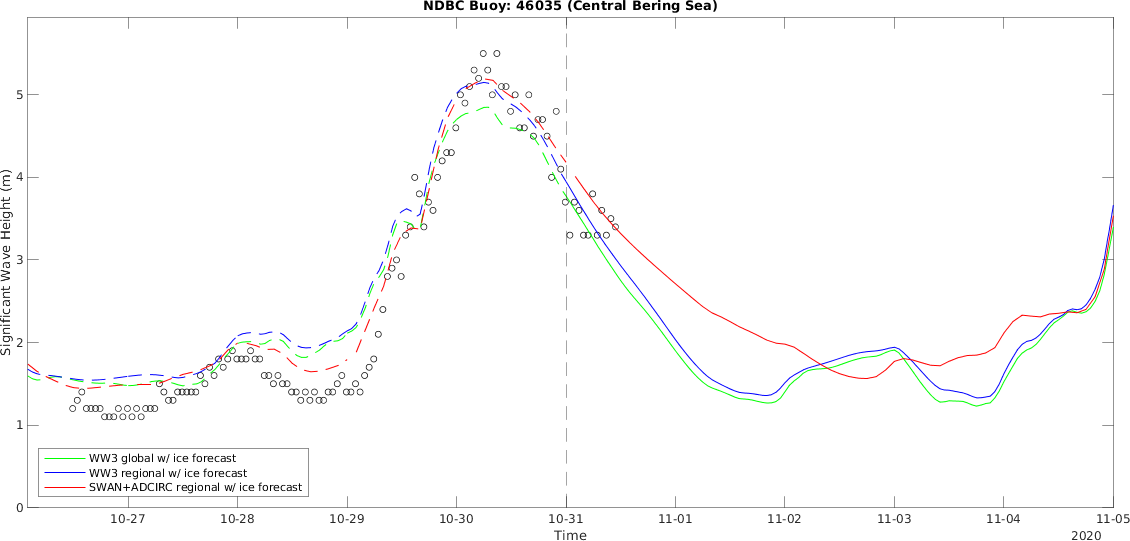 NDBC Buoy: 46035 (Central Bering Sea)
Significant Wave Height (m)
5
4
3
2
1
0
WW3 global w/ ice forecast
WW3 regional w/ ice forecast
SWAN+ADCIRC regional w/ ice forecast
10-27 10-28 10-29 10-30 10-31 11-01 11-02 11-03 11-04 11-05
Time
2020